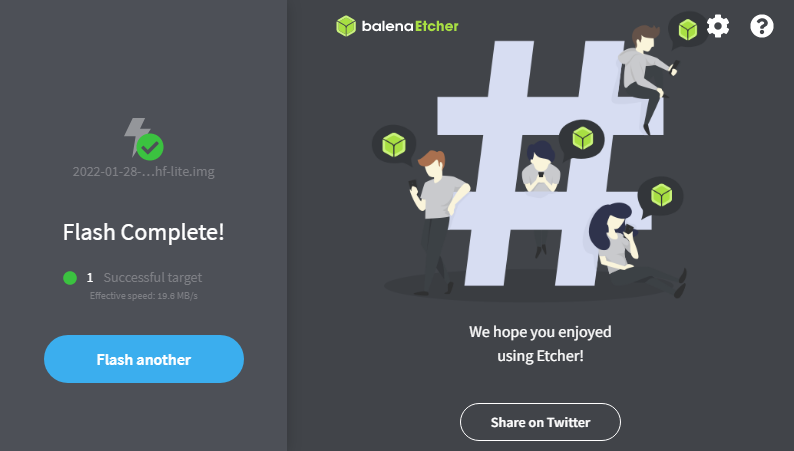 balenaEtcher
2022-01-28-...hf-lite.img
Flash Complete!
1 Successful target
Effective speed: 19.6 MB/s
Flash another
We hope you enjoyed
using Etcher!
Share on Twitter